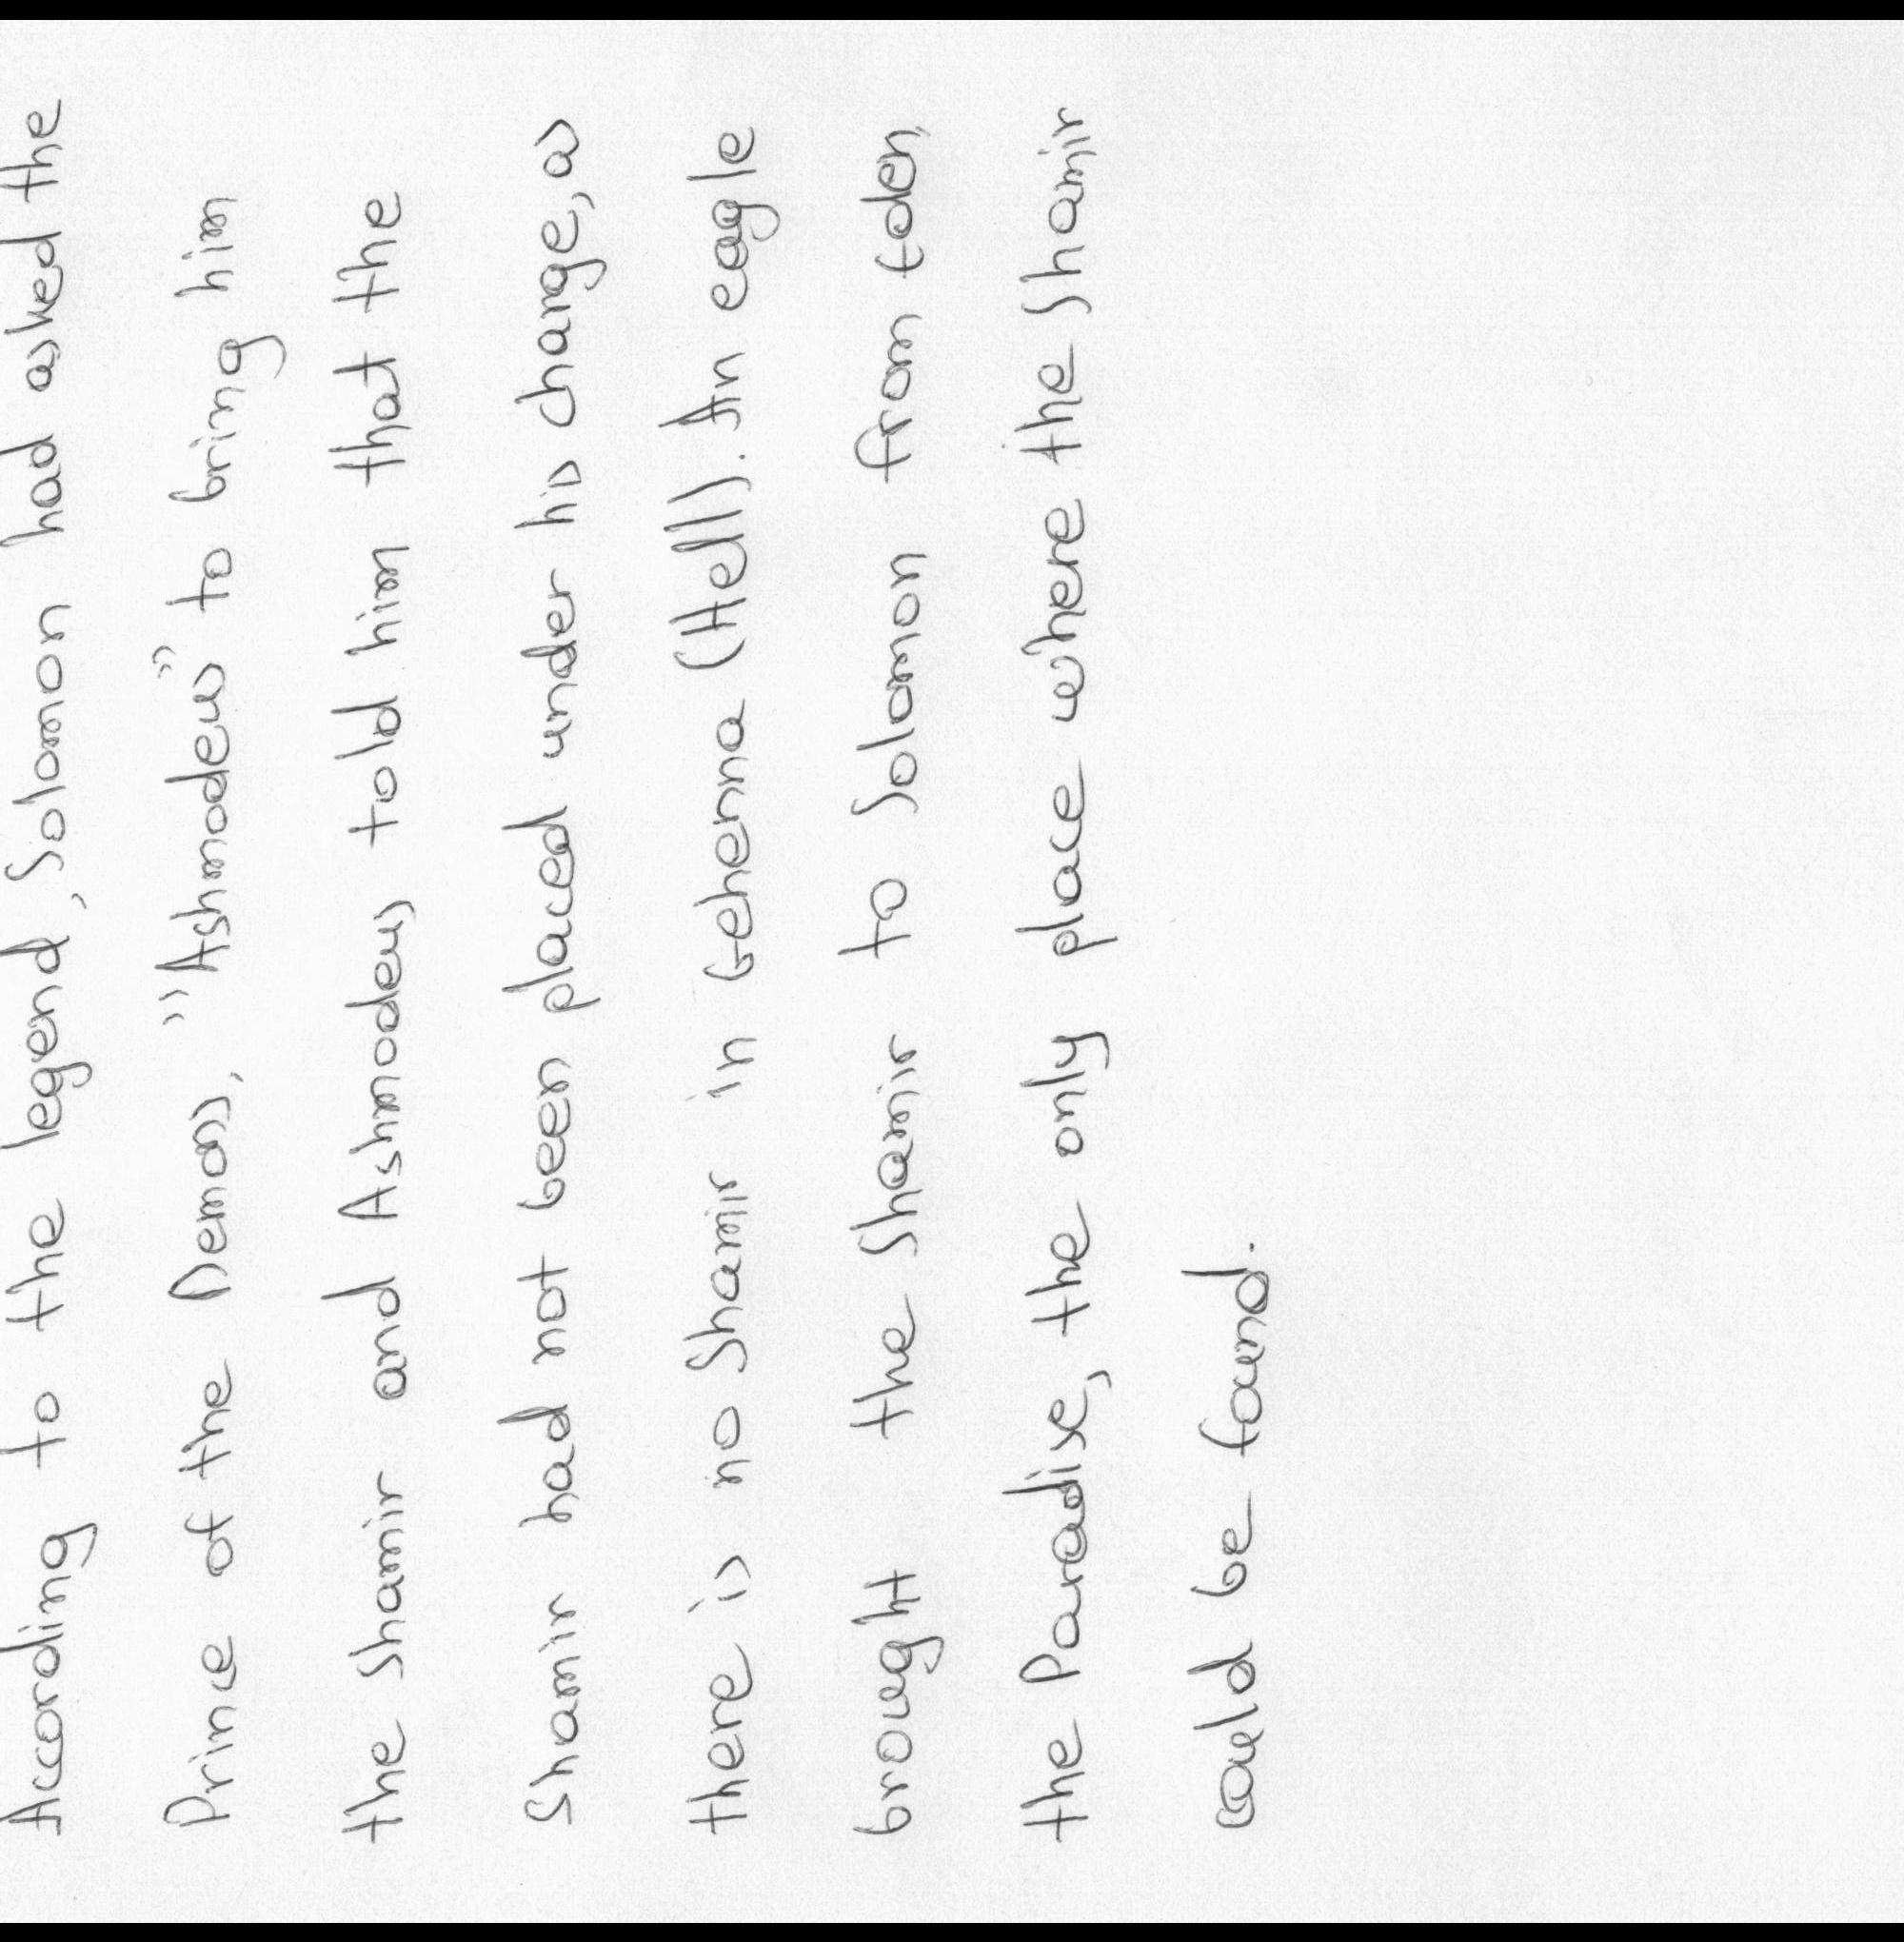 According to the legend, Solomon had asked the
Prince of the Demons, "Ashmodeus" to bring him
the Shamir and Ashmodeus told him that the
Shamir had not been placed under his charge, as
there is no Shamir in Gehenna (Hell). An eagle
brought the Shamir to Solomon from Eden,
the Paradise, the only place where the Shamir
could be found.